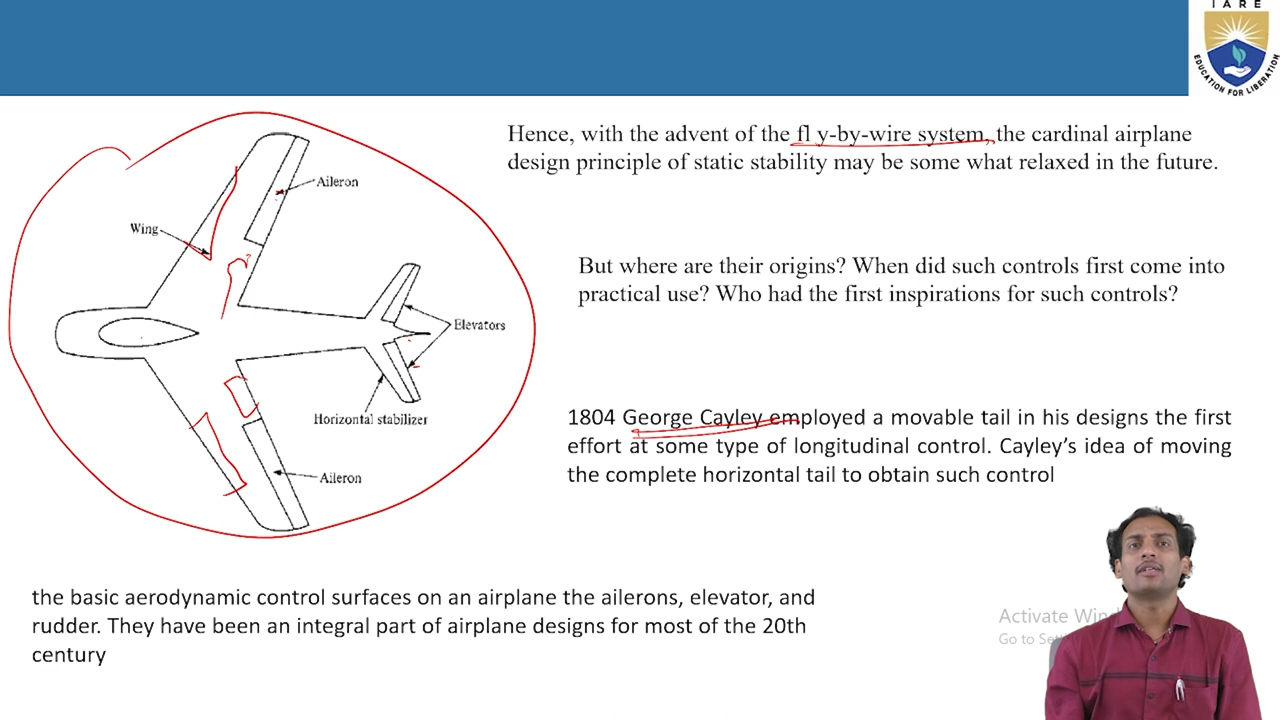 IARE
EDUCATION FOR LIBERATION
Hence, with the advent of the fl y-by-wire system, the cardinal airplane
design principle of static stability may be some what relaxed in the future.
Aileron
Wing
But where are their origins? When did such controls first come into
practical use? Who had the first inspirations for such controls?
Elevators
Horizontal stabilizer
1804 George Cayley employed a movable tail in his designs the first
effort at some type of longitudinal control. Cayley’s idea of moving
the complete horizontal tail to obtain such control
Aileron
the basic aerodynamic control surfaces on an airplane the ailerons, elevator, and
rudder. They have been an integral part of airplane designs for most of the 20th
century
Activate Wind
Go to Se